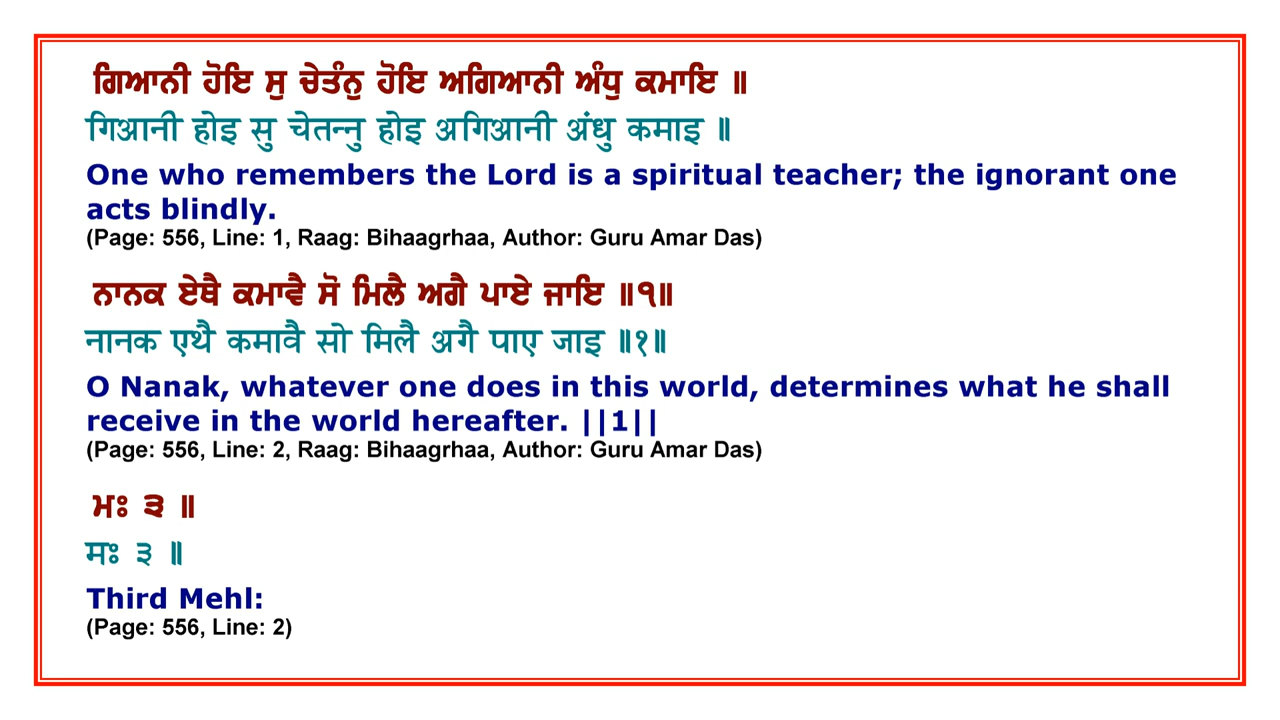 ਗਿਆਨੀ ਹੋਇ ਸੁ ਚੇਤੰਨੁ ਹੋਇ ਅਗਿਆਨੀ ਅੰਧੁ ਕਮਾਇ ॥
गिआनी होइ सु चेतन्नु होइ अगिआनी अंधु कमाइ ॥
One who remembers the Lord is a spiritual teacher; the ignorant one
acts blindly.
(Page: 556, Line: 1, Raag: Bihaagrhaa, Author: Guru Amar Das)
ਨਾਨਕ ਏਥੈ ਕਮਾਵੈ ਸੋ ਮਿਲੈ ਅਗੈ ਪਾਏ ਜਾਇ ॥੧॥
नानक एथै कमावै सो मिलै अगै पाए जाइ ॥१॥
O Nanak, whatever one does in this world, determines what he shall
receive in the world hereafter. ||1||
(Page: 556, Line: 2, Raag: Bihaagrhaa, Author: Guru Amar Das)
ਮਃ ੩ ॥
मः ३ ॥
Third Mehl:
(Page: 556, Line: 2)